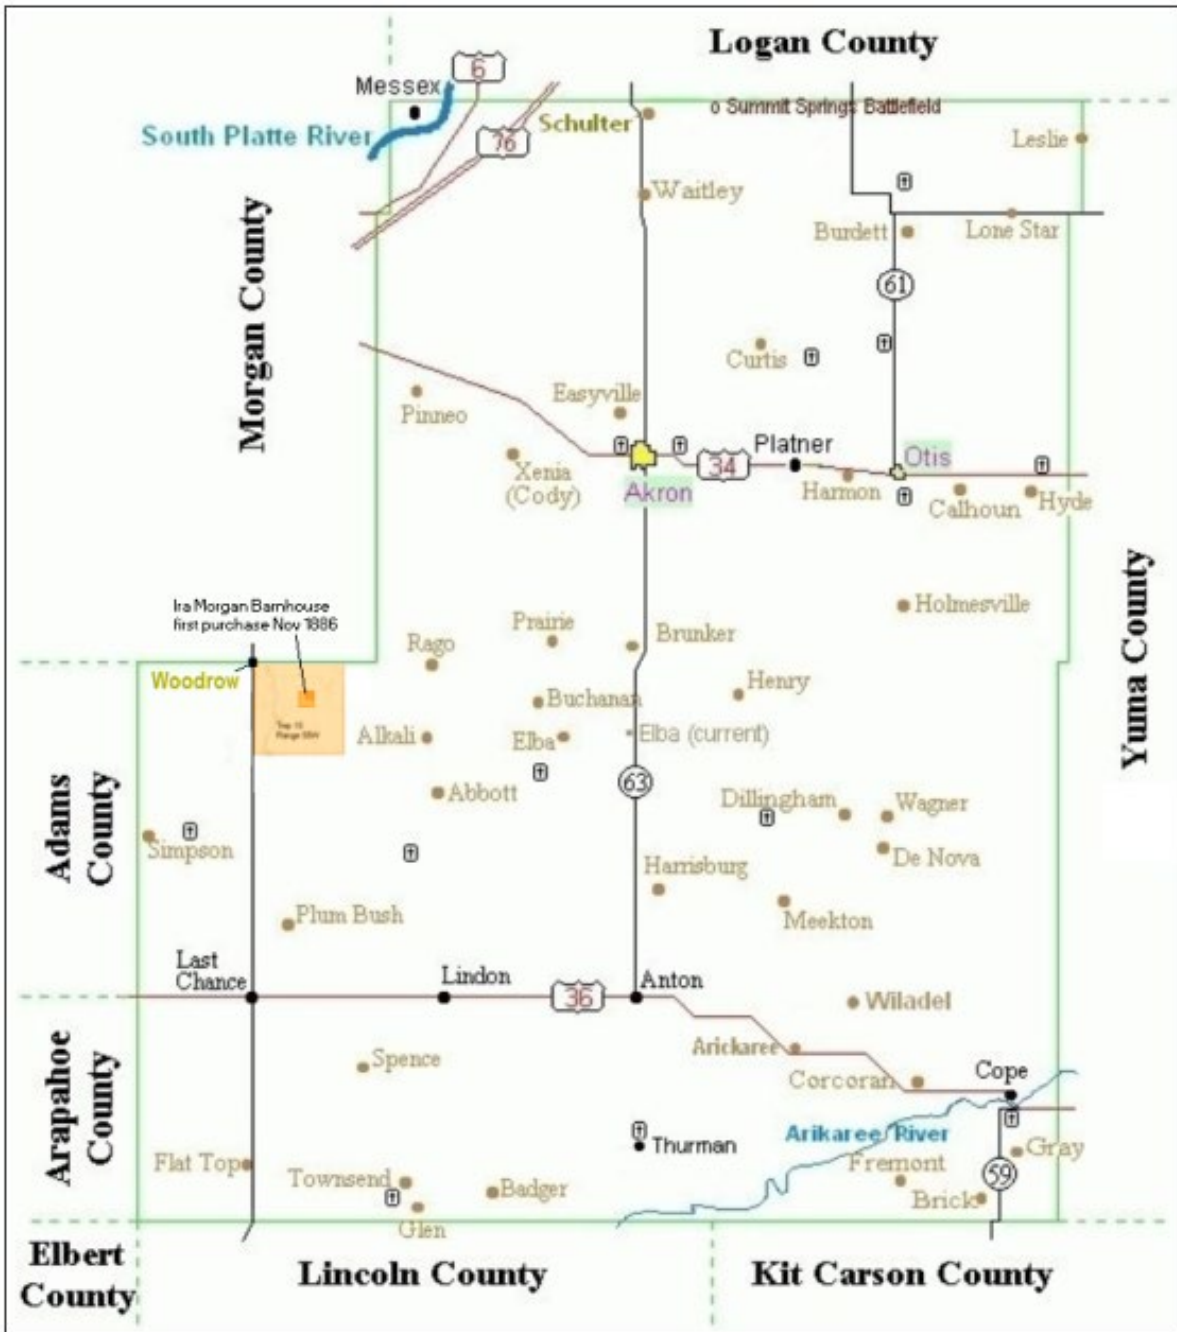 Logan County
6
Messex
South Platte River
76
Schulter
o Summit Springs Battlefield
Leslie
Waitley
Burdett
Lone Star
Morgan County
61
Curtis
Pinneo
Easyville
Platner
Otis
Xenia
(Cody)
34
Akron
Harmon
Calhoun
Hyde
Ira Morgan Barnhouse
first purchase Nov 1886
Holmesville
Prairie
Brunker
Rago
Yuma County
Woodrow
Buchanan
Henry
Alkali
Elba
Elba (current)
63
Abbott
Dillingham
Wagner
Adams
County
Simpson
Harrisburg
De Nova
Plum Bush
Meekton
Last
Chance
Lindon
36
Anton
Wiladel
Arickaree
Spence
Corcoran
Cope
Arapahoe
County
Arikaree River
Thurman
Gray
Flat Top
Townsend
Badger
Fremont
59
Brick
Glen
Elbert
County
Lincoln County
Kit Carson County